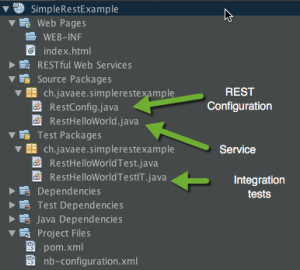 SimpleRestExample
Web Pages
WEB-INF
index.html
RESTful Web Services
Source Packages
ch.javaee.simplerestexample
RestConfig.java
REST Configuration
RestHelloWorld.java
Service
Test Packages
ch.javaee.simplerestexample
RestHelloWorldTest.java
RestHelloWorldTestIT.java
Integration tests
Dependencies
Test Dependencies
Java Dependencies
Project Files
pom.xml
nb-configuration.xml